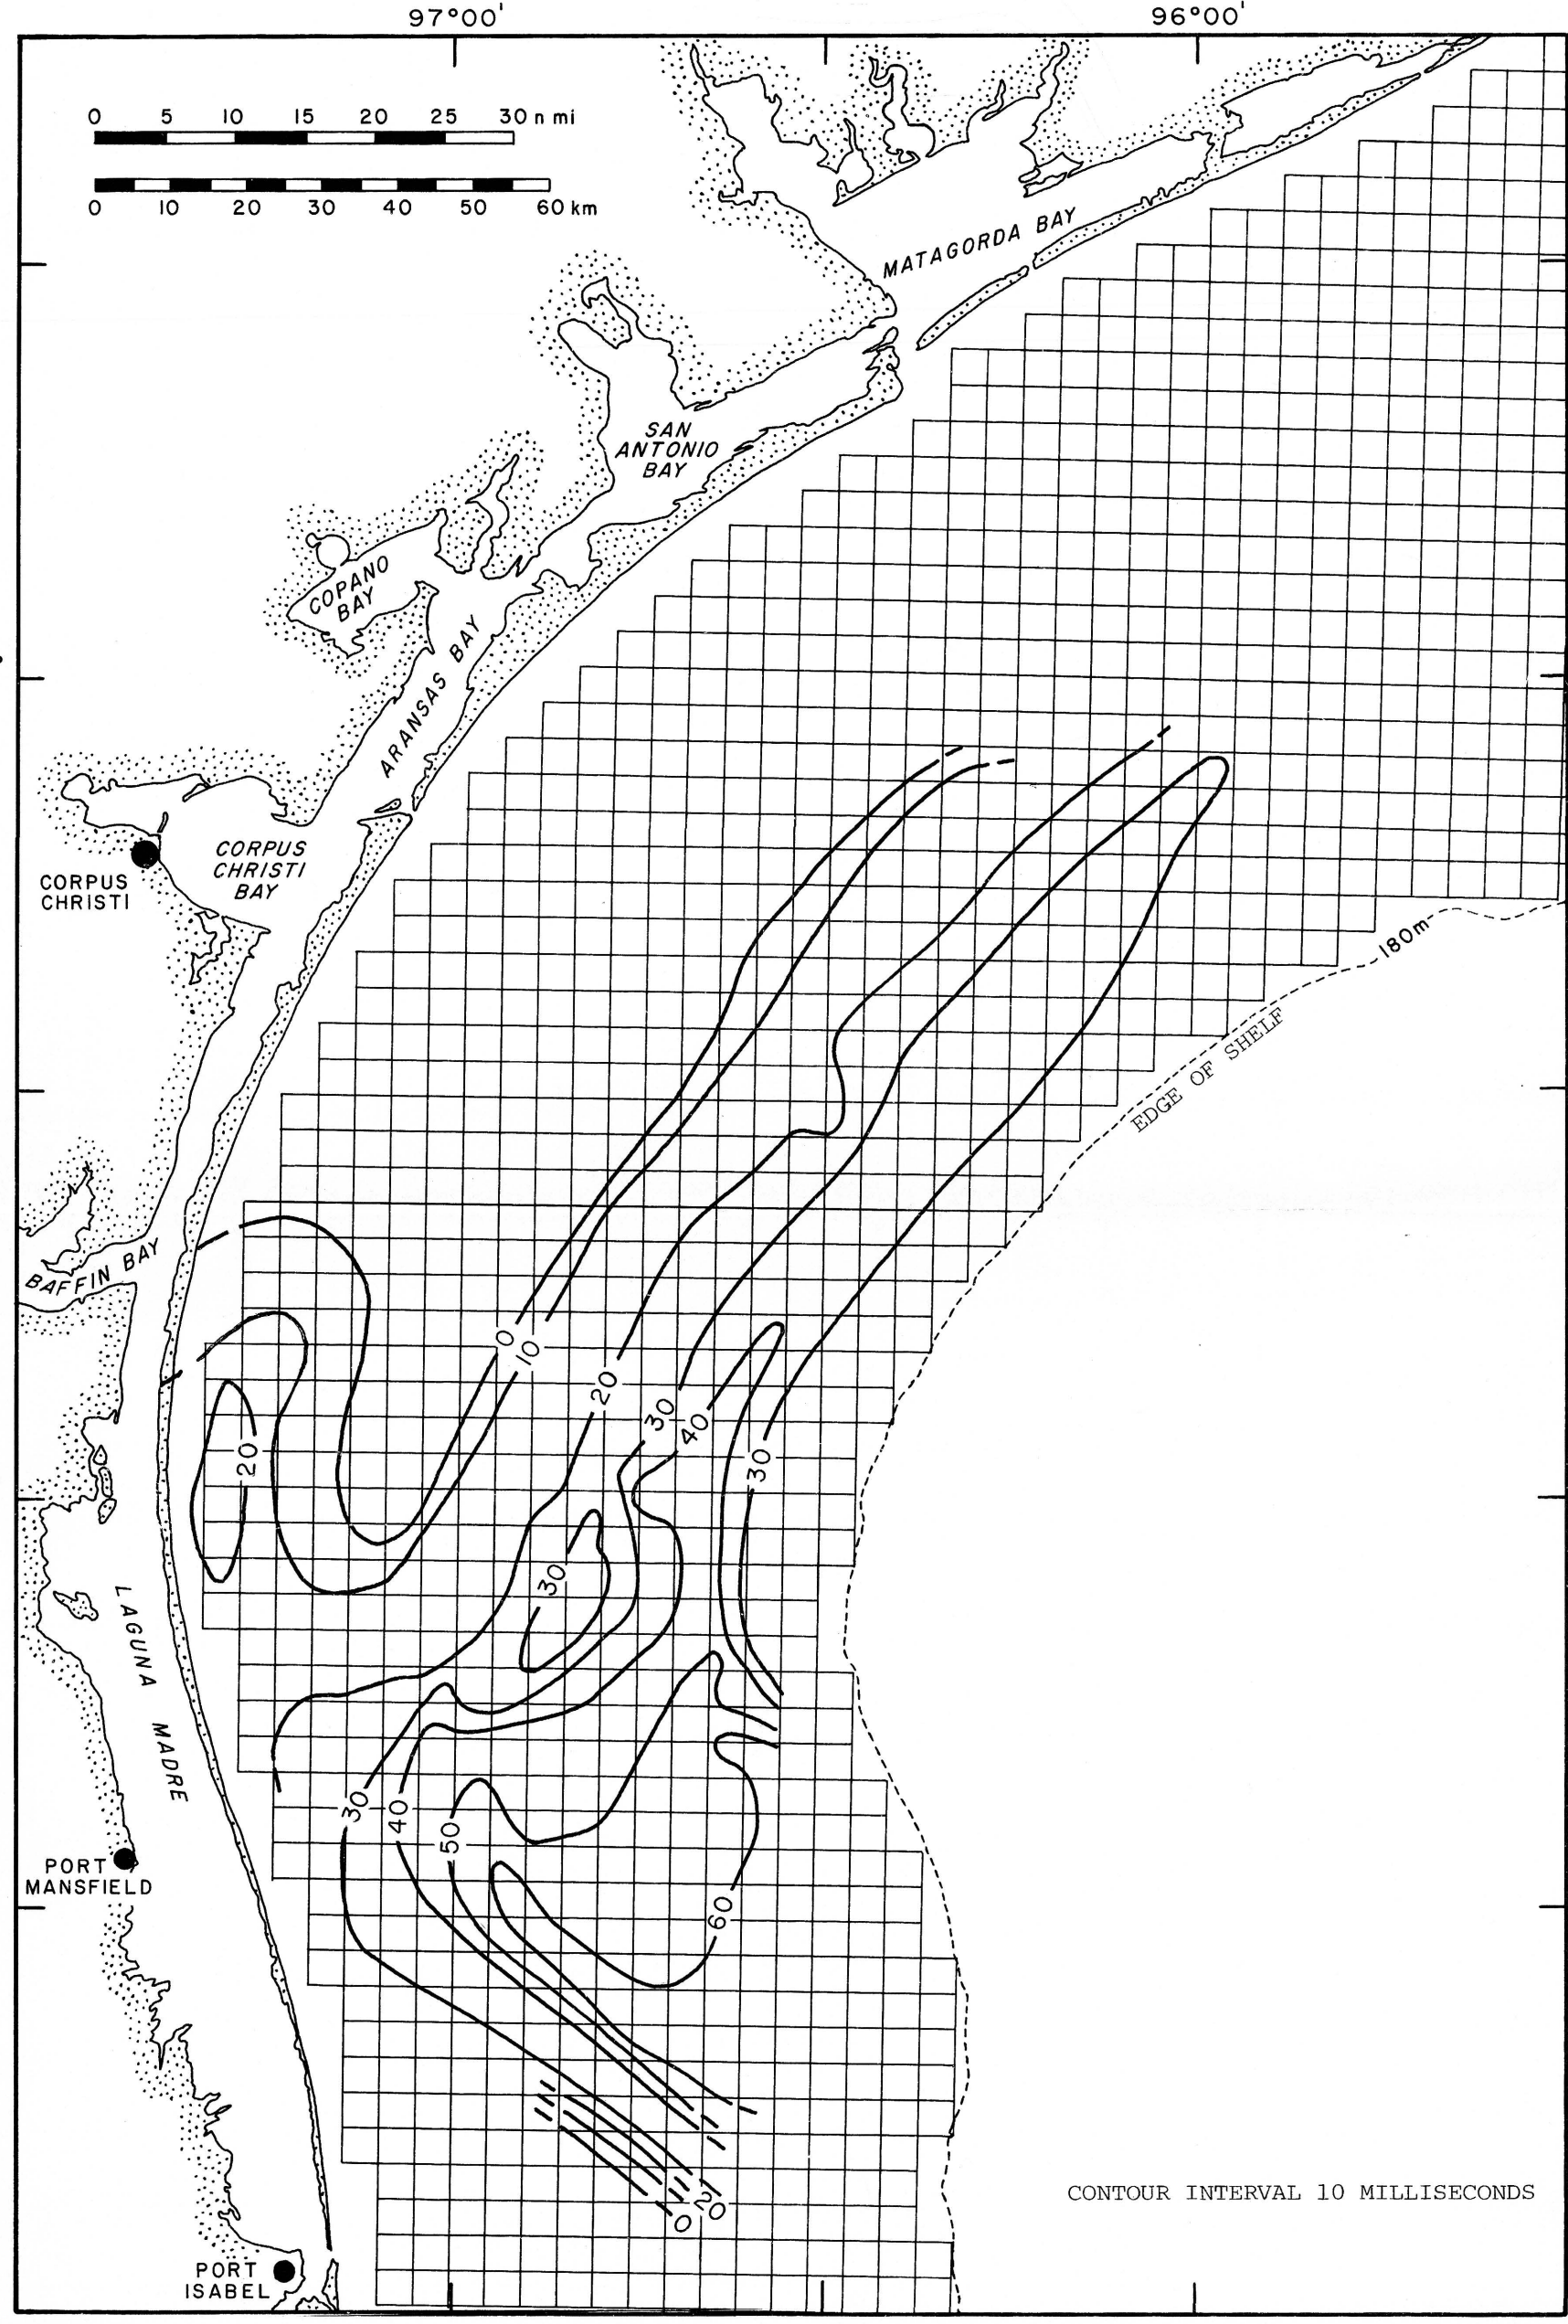 97°00'
96°00'
0 5 10 15 20 25 30 n mi
0 10 20 30 40 50 60 km
MATAGORDA BAY
SAN
ANTONIO
BAY
COPANO
BAY
ARANSAS BAY
CORPUS
CHRISTI
BAY
CORPUS
CHRISTI
180m
EDGE OF SHELF
BAFFIN BAY
0
10
20
30
40
20
30
30
LAGUNA MADRE
30
40
50
PORT
MANSFIELD
60
CONTOUR INTERVAL 10 MILLISECONDS
20
0
PORT
ISABEL